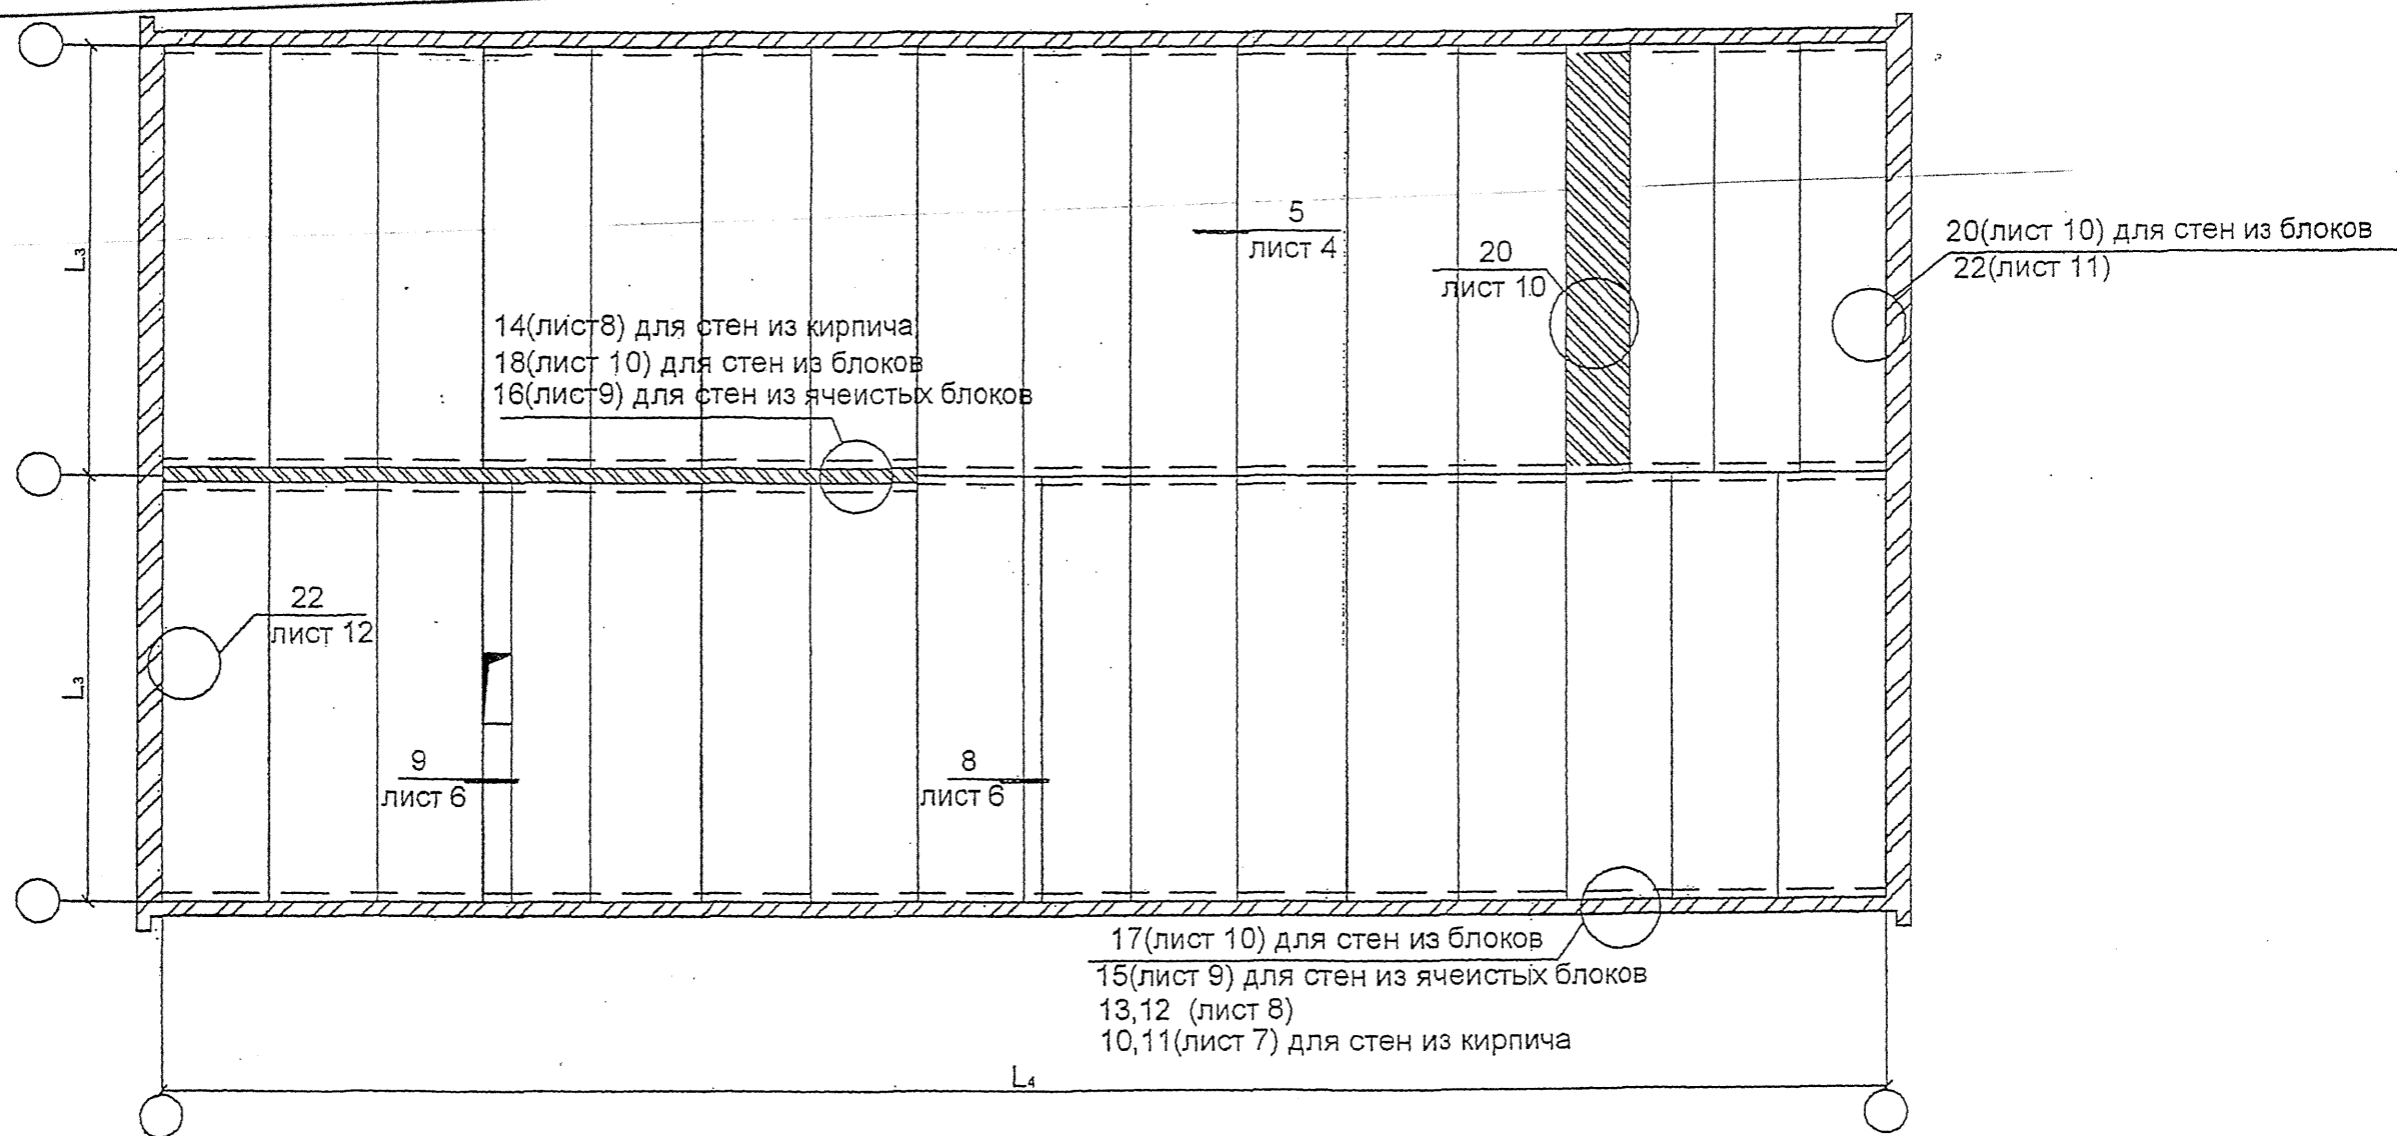 5
лист 4
20(лист 10) для стен из блоков
22(лист 11)
20
лист 10
L₃
14(лист8) для стен из кирпича
18(лист 10) для стен из блоков
16(лист9) для стен из ячеистых блоков
22
лист 12
L₃
9
лист 6
8
лист 6
17(лист 10) для стен из блоков
15(лист 9) для стен из ячеистых блоков
13,12 (лист 8)
10,11(лист 7) для стен из кирпича
L₄